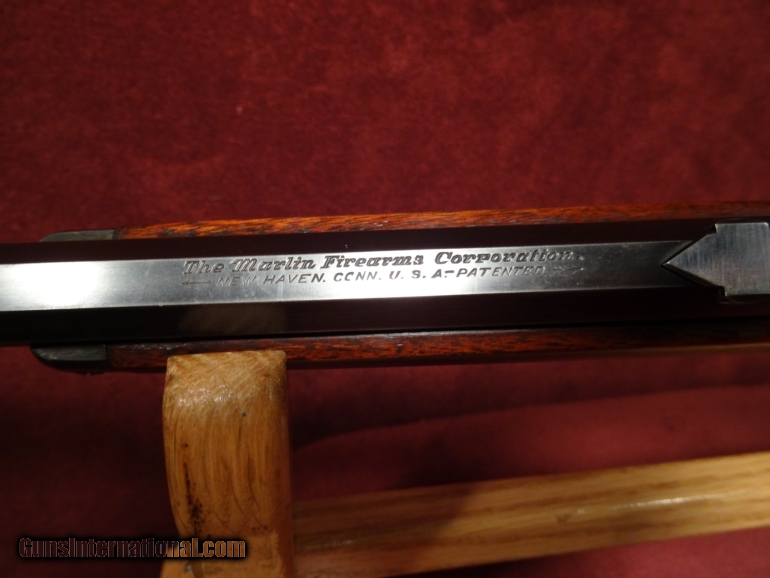 The Marlin Firearms Corporation.
NEW HAVEN. CONN. U. S. A-PATENTED
GunsInternational.com